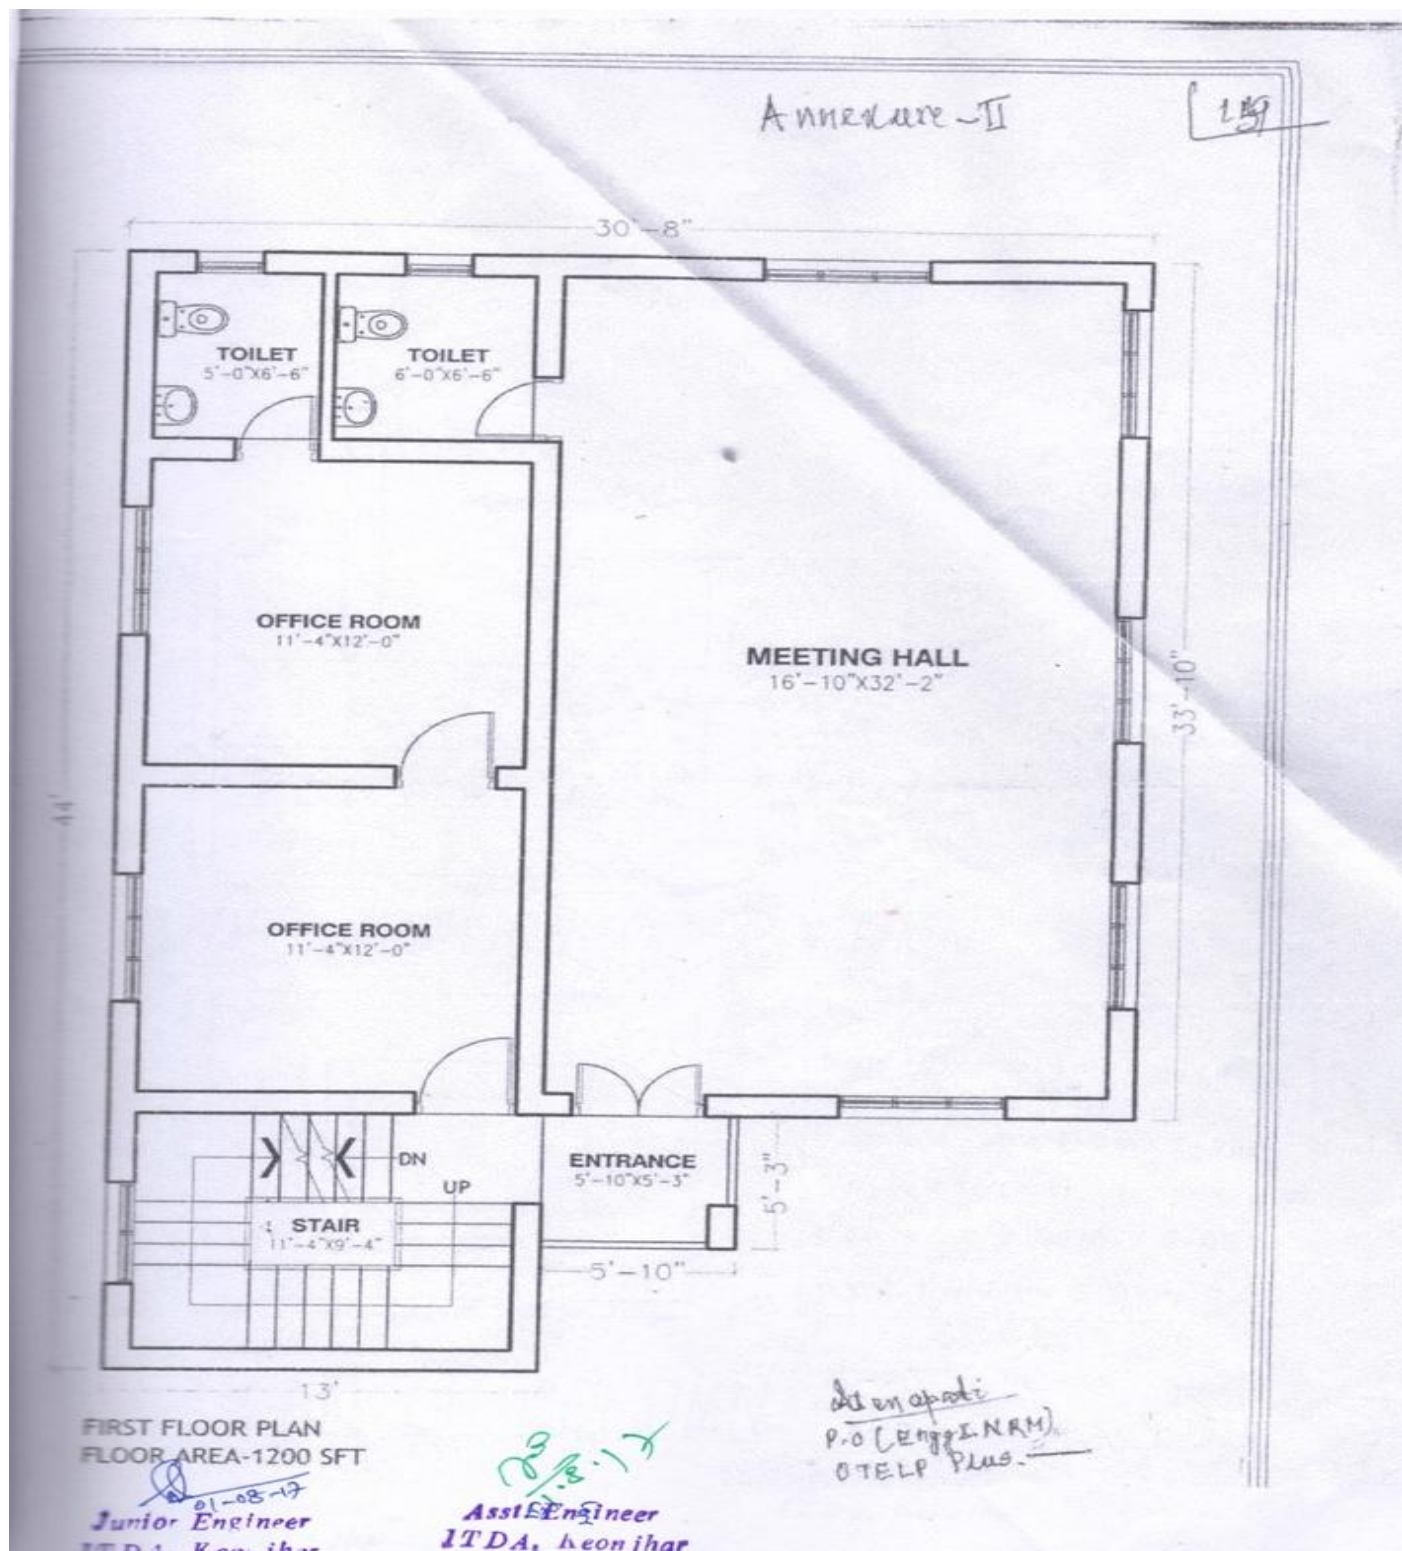 Annexure-II
30'-8"
TOILET
5'-0"X6'-6"
TOILET
6'-0"X6'-6"
OFFICE ROOM
11'-4"X12'-0"
MEETING HALL
16'-10"X32'-2"
33'-10"
44'
OFFICE ROOM
11'-4"X12'-0"
DN
UP
ENTRANCE
5'-10"X5'-3"
5'-3"
STAIR
11'-4"X9'-4"
5'-10"
13'
FIRST FLOOR PLAN
FLOOR AREA-1200 SFT
01-08-17
Junior Engineer
Asst Engineer
ITDA, Keonjhar
ITDA, Keonjhar
P.O (Engg & NRM)
OTELP Plus.